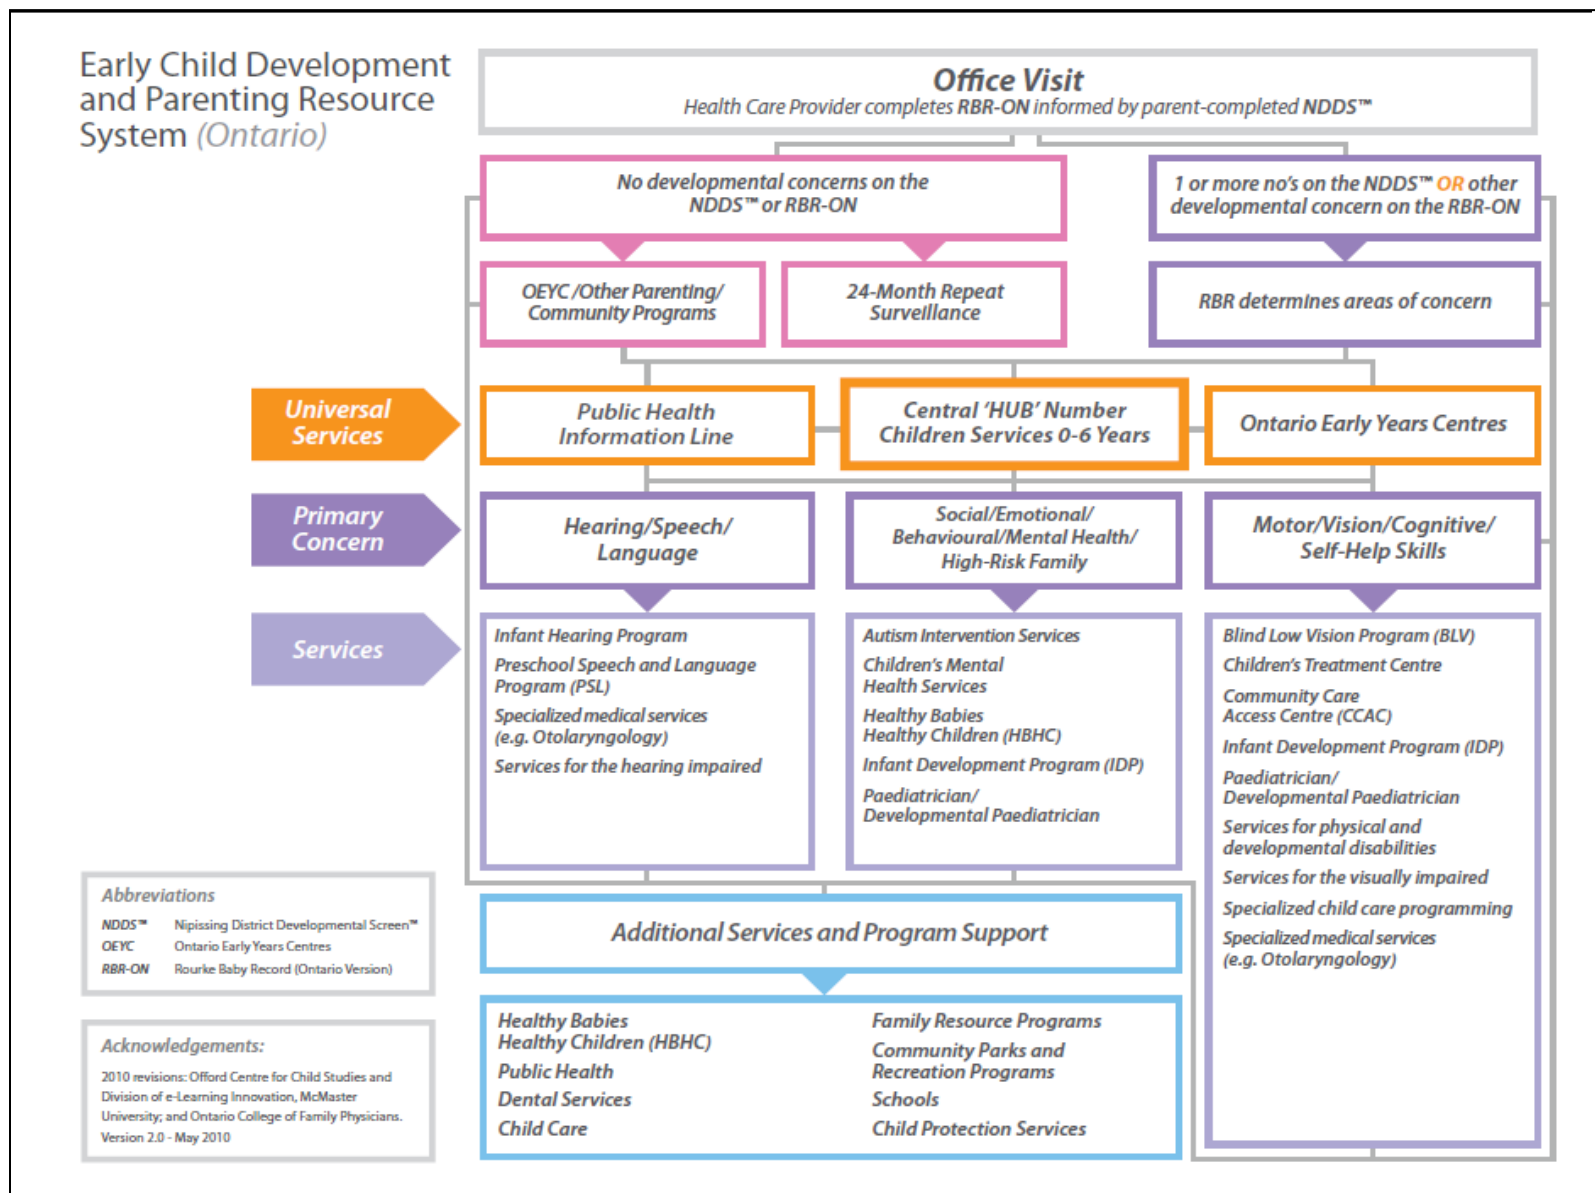 Early Child Development
and Parenting Resource
System (Ontario)
Office Visit
Health Care Provider completes RBR-ON informed by parent-completed NDDS™
No developmental concerns on the
NDDS™ or RBR-ON
1 or more no's on the NDDS™ OR other
developmental concern on the RBR-ON
OEYC /Other Parenting/
Community Programs
24-Month Repeat
Surveillance
RBR determines areas of concern
Universal
Services
Public Health
Information Line
Central 'HUB' Number
Children Services 0-6 Years
Ontario Early Years Centres
Primary
Concern
Hearing/Speech/
Language
Social/Emotional/
Behavioural/Mental Health/
High-Risk Family
Motor/Vision/Cognitive/
Self-Help Skills
Services
Infant Hearing Program
Preschool Speech and Language
Program (PSL)
Specialized medical services
(e.g. Otolaryngology)
Services for the hearing impaired
Autism Intervention Services
Children's Mental
Health Services
Healthy Babies
Healthy Children (HBHC)
Infant Development Program (IDP)
Paediatrician/
Developmental Paediatrician
Blind Low Vision Program (BLV)
Children's Treatment Centre
Community Care
Access Centre (CCAC)
Infant Development Program (IDP)
Paediatrician/
Developmental Paediatrician
Services for physical and
developmental disabilities
Services for the visually impaired
Specialized child care programming
Specialized medical services
(e.g. Otolaryngology)
Abbreviations
NDDS™ Nipissing District Developmental Screen™
OEYC Ontario Early Years Centres
RBR-ON Rourke Baby Record (Ontario Version)
Additional Services and Program Support
Healthy Babies
Healthy Children (HBHC)
Public Health
Dental Services
Child Care
Family Resource Programs
Community Parks and
Recreation Programs
Schools
Child Protection Services
Acknowledgements:
2010 revisions: Offord Centre for Child Studies and
Division of e-Learning Innovation, McMaster
University; and Ontario College of Family Physicians.
Version 2.0 - May 2010